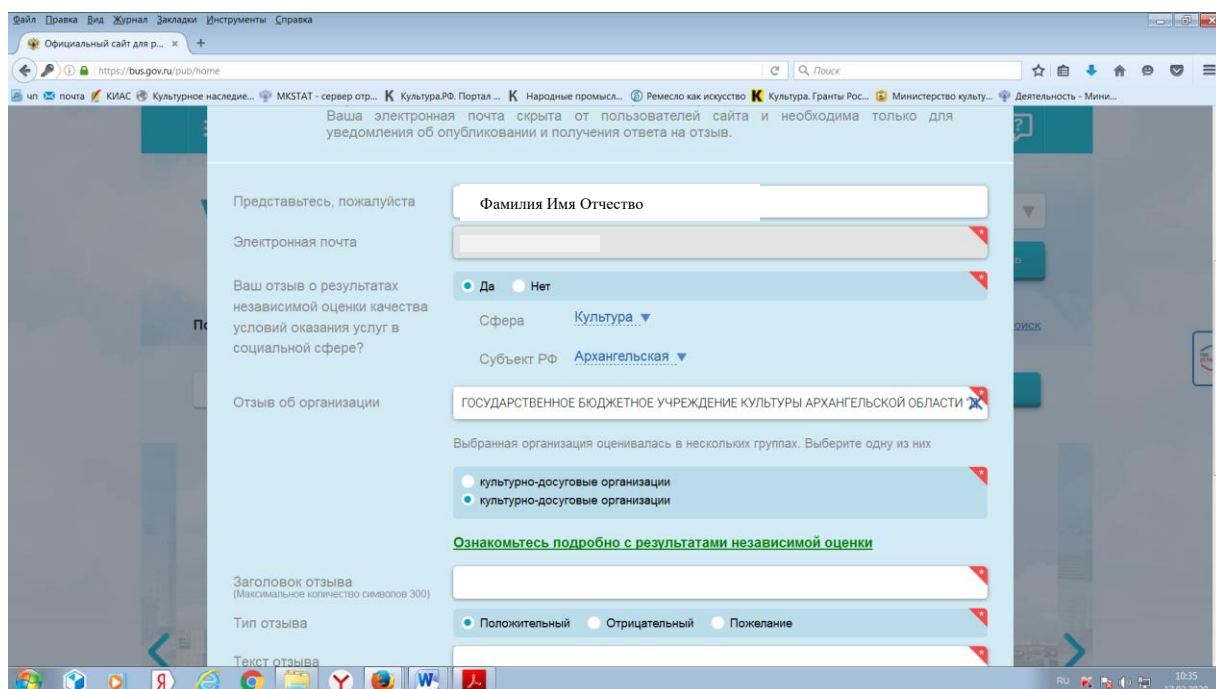 Файл Правка Вид Журнал Закладки Инструменты Справка
Официальный сайт для р... × +
https://bus.gov.ru/pub/home
Поиск
чп почта КИАС Культурное наследие... MKSTAT - сервер отр... Культура.РФ. Портал ... Народные промысл... Ремесло как искусство Культура. Гранты Рос... Министерство культу... Деятельность - Мини...
Ваша электронная почта скрыта от пользователей сайта и необходима только для
уведомления об опубликовании и получения ответа на отзыв.
Представьтесь, пожалуйста
Фамилия Имя Отчество
Электронная почта
Ваш отзыв о результатах
независимой оценки качества
условий оказания услуг в
социальной сфере?
Да Нет
Сфера Культура
Субъект РФ Архангельская
Отзыв об организации
ГОСУДАРСТВЕННОЕ БЮДЖЕТНОЕ УЧРЕЖДЕНИЕ КУЛЬТУРЫ АРХАНГЕЛЬСКОЙ ОБЛАСТИ
Выбранная организация оценивалась в нескольких группах. Выберите одну из них
культурно-досуговые организации
культурно-досуговые организации
Ознакомьтесь подробно с результатами независимой оценки
Заголовок отзыва
(Максимальное количество символов 300)
Тип отзыва
Положительный Отрицательный Пожелание
Текст отзыва
RU 10:35